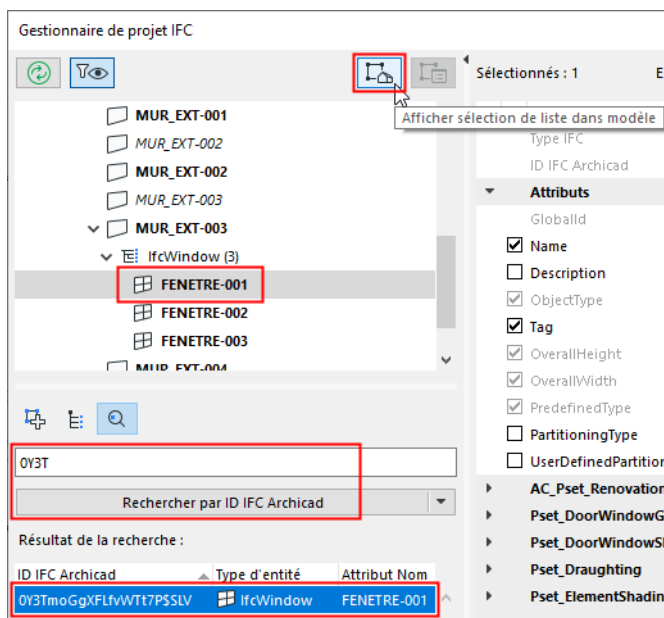 Gestionnaire de projet IFC
Sélectionnés : 1
Afficher sélection de liste dans modèle
MUR_EXT-001
MUR_EXT-002
MUR_EXT-002
MUR_EXT-003
MUR_EXT-003
IfcWindow (3)
FENETRE-001
FENETRE-002
FENETRE-003
MUR_EXT-004
0Y3T
Rechercher par ID IFC Archicad
Résultat de la recherche :
ID IFC Archicad Type d'entité Attribut Nom
0Y3TmoGgXFLfvWTt7P$SLV IfcWindow FENETRE-001
Type IFC
ID IFC Archicad
Attributs
GlobalId
Name
Description
ObjectType
Tag
OverallHeight
OverallWidth
PredefinedType
PartitioningType
UserDefinedPartition
AC_Pset_Renovation
Pset_DoorWindowG
Pset_DoorWindowS
Pset_Draughting
Pset_ElementShadin